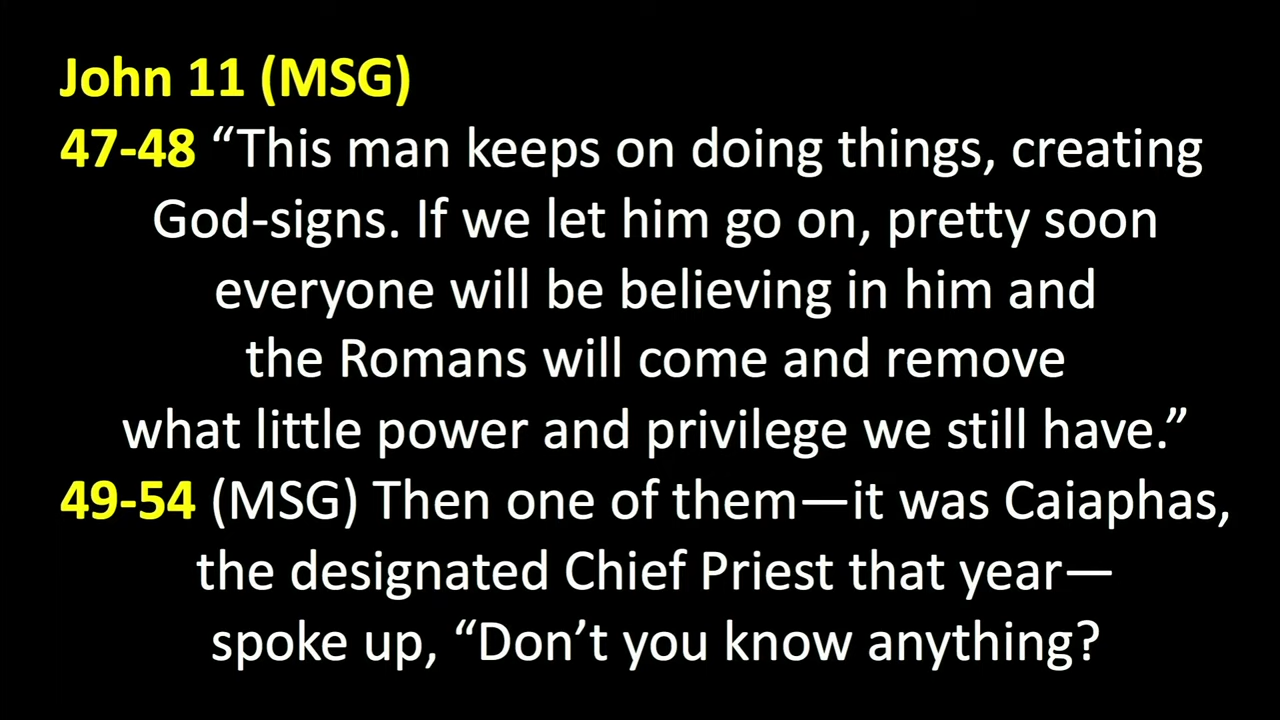 John 11 (MSG)
47-48 “This man keeps on doing things, creating
God-signs. If we let him go on, pretty soon
everyone will be believing in him and
the Romans will come and remove
what little power and privilege we still have.”
49-54 (MSG) Then one of them—it was Caiaphas,
the designated Chief Priest that year—
spoke up, “Don’t you know anything?